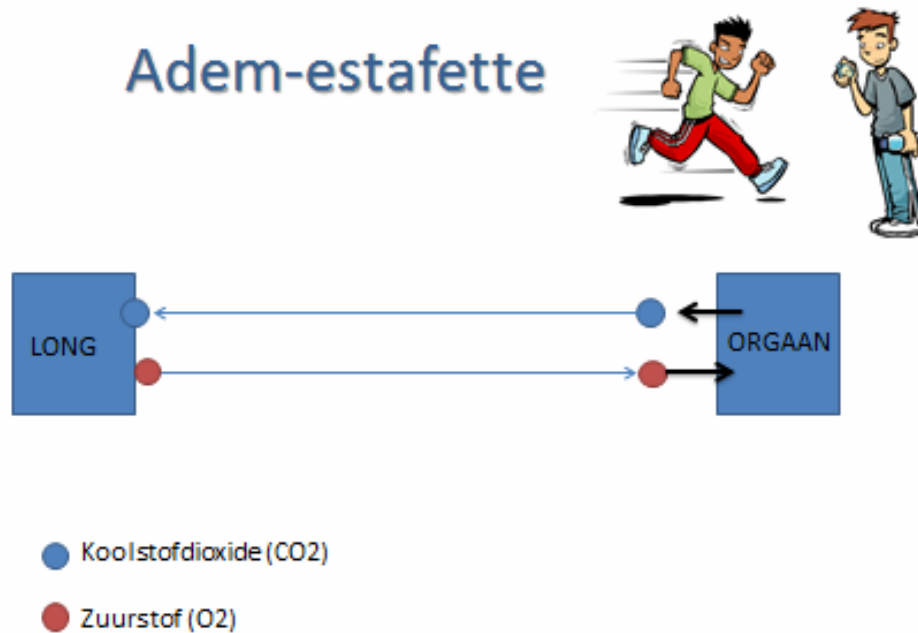 Adem-estafette
LONG
ORGAAN
Koolstofdioxide (CO2)
Zuurstof (O2)